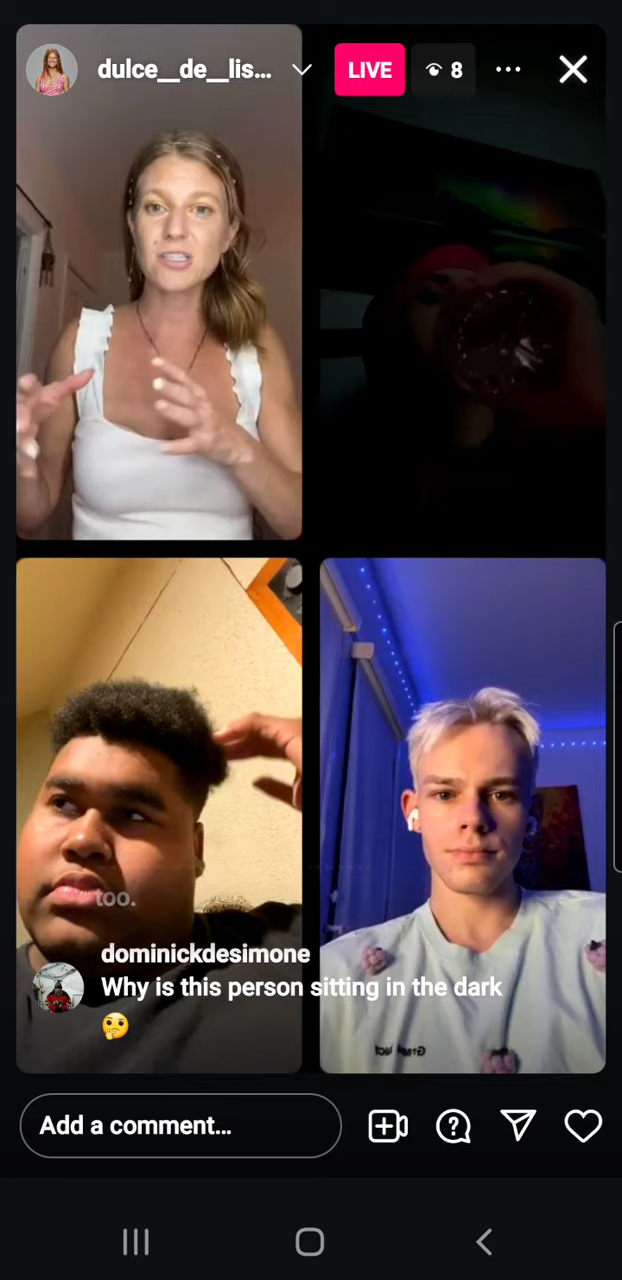 dulce__de__lis...
LIVE
8
too.
dominickdesimone
Why is this person sitting in the dark
🤔
Add a comment...